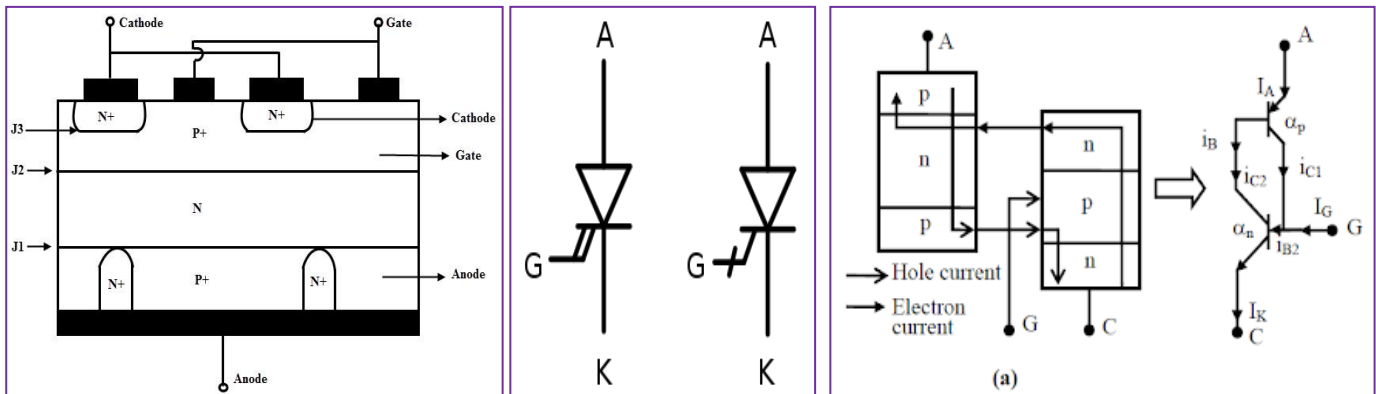 Cathode
Gate
N+
N+
J3
P+
Cathode
Gate
J2
N
J1
N+
P+
N+
Anode
Anode
A
G
K
A
G
K
A
p
n
p
n
p
n
Hole current
Electron
current
G
C
(a)
A
I_A
α_p
i_B
i_C2
i_C1
I_G
G
α_n
i_B2
I_K
C